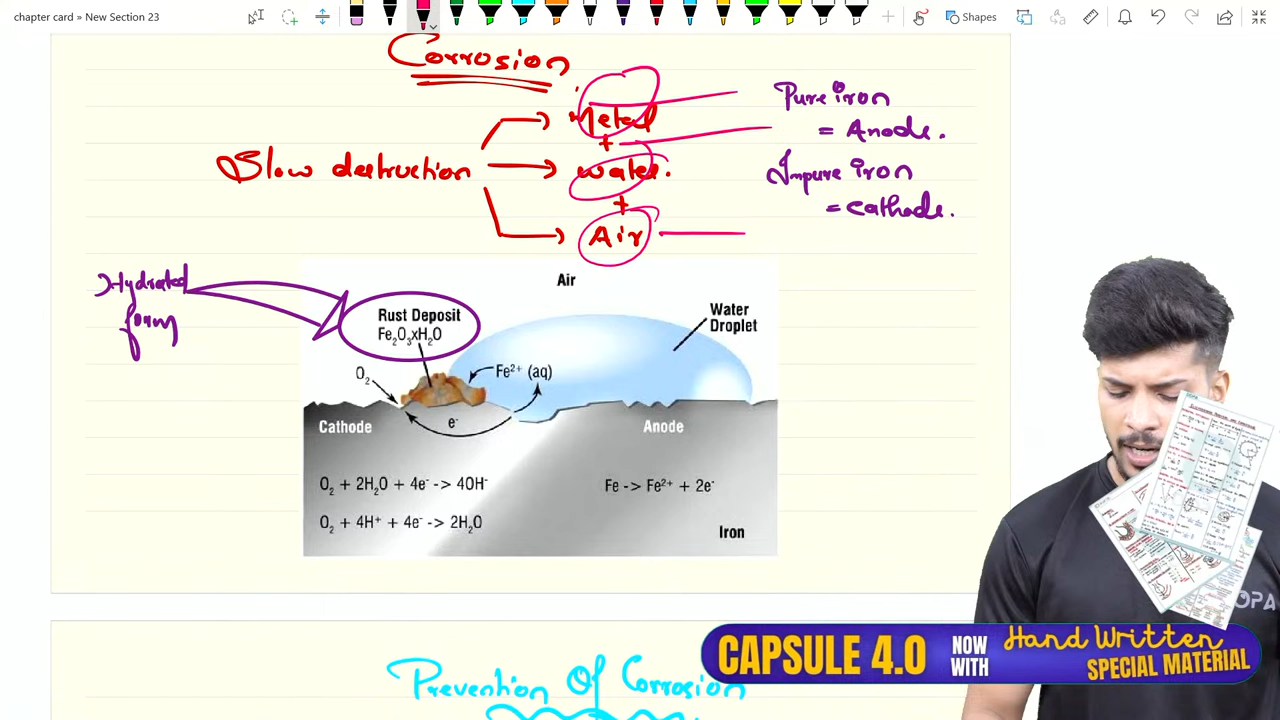 chapter card » New Section 23
Shapes
Corrosion
Slow destruction
Metal
+
water.
+
Air
Pure iron
= Anode.
Impure iron
= Cathode.
Hydrated
form
Air
Rust Deposit
Fe₂O₃xH₂O
Water
Droplet
O₂
Fe²⁺ (aq)
e⁻
Cathode
Anode
O₂ + 2H₂O + 4e⁻ -> 4OH⁻
Fe -> Fe²⁺ + 2e⁻
O₂ + 4H⁺ + 4e⁻ -> 2H₂O
Iron
OPA
CAPSULE 4.0
NOW
WITH
Hand Written
SPECIAL MATERIAL
Prevention Of Corrosion